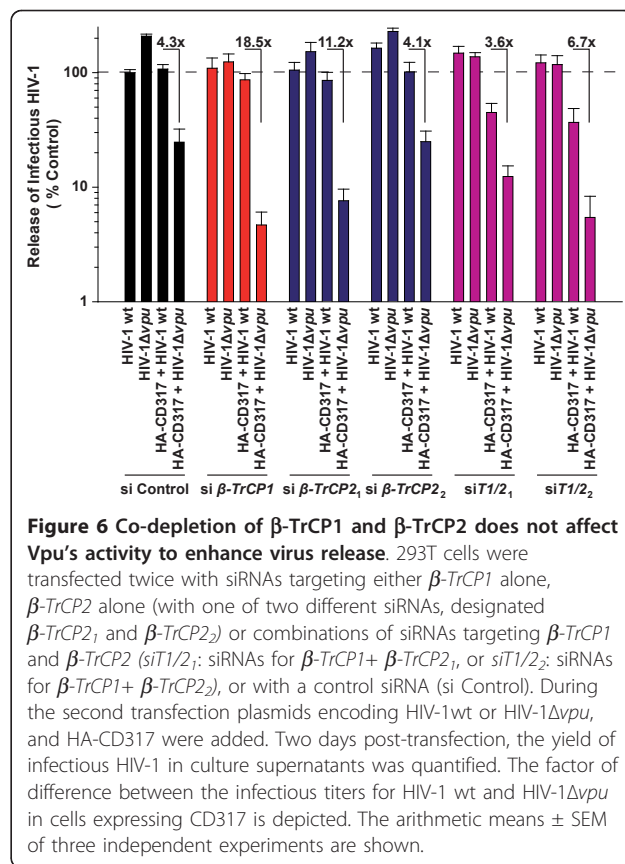 Release of Infectious HIV-1
( % Control)
100
10
1
4.3x
18.5x
11.2x
4.1x
3.6x
6.7x
HIV-1 wt
HIV-1Δvpu
HA-CD317 + HIV-1 wt
HA-CD317 + HIV-1Δvpu
HIV-1 wt
HIV-1Δvpu
HA-CD317 + HIV-1 wt
HA-CD317 + HIV-1Δvpu
HIV-1 wt
HIV-1Δvpu
HA-CD317 + HIV-1 wt
HA-CD317 + HIV-1Δvpu
HIV-1 wt
HIV-1Δvpu
HA-CD317 + HIV-1 wt
HA-CD317 + HIV-1Δvpu
HIV-1 wt
HIV-1Δvpu
HA-CD317 + HIV-1 wt
HA-CD317 + HIV-1Δvpu
HIV-1 wt
HIV-1Δvpu
HA-CD317 + HIV-1 wt
HA-CD317 + HIV-1Δvpu
si Control
si β-TrCP1
si β-TrCP2₁
si β-TrCP2₂
siT1/2₁
siT1/2₂
Figure 6 Co-depletion of β-TrCP1 and β-TrCP2 does not affect
Vpu's activity to enhance virus release. 293T cells were
transfected twice with siRNAs targeting either β-TrCP1 alone,
β-TrCP2 alone (with one of two different siRNAs, designated
β-TrCP2₁ and β-TrCP2₂) or combinations of siRNAs targeting β-TrCP1
and β-TrCP2 (siT1/2₁: siRNAs for β-TrCP1+ β-TrCP2₁, or siT1/2₂: siRNAs
for β-TrCP1+ β-TrCP2₂), or with a control siRNA (si Control). During
the second transfection plasmids encoding HIV-1wt or HIV-1Δvpu,
and HA-CD317 were added. Two days post-transfection, the yield of
infectious HIV-1 in culture supernatants was quantified. The factor of
difference between the infectious titers for HIV-1 wt and HIV-1Δvpu
in cells expressing CD317 is depicted. The arithmetic means ± SEM
of three independent experiments are shown.